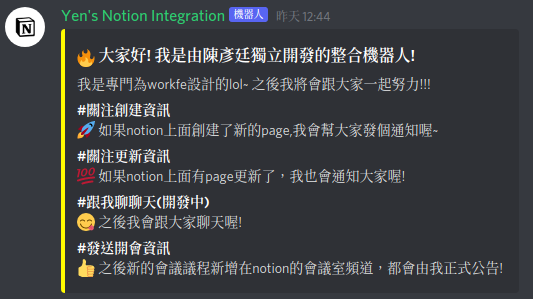 Yen's Notion Integration 機器人 昨天 12:44
🔥 大家好! 我是由陳彥廷獨立開發的整合機器人!
我是專門為workfe設計的lol~ 之後我將會跟大家一起努力!!!
#關注創建資訊
🚀 如果notion上面創建了新的page,我會幫大家發個通知喔~
#關注更新資訊
💯 如果notion上面有page更新了，我也會通知大家喔!
#跟我聊聊天(開發中)
😋 之後我會跟大家聊天喔!
#發送開會資訊
👍 之後新的會議議程新增在notion的會議室頻道，都會由我正式公告!